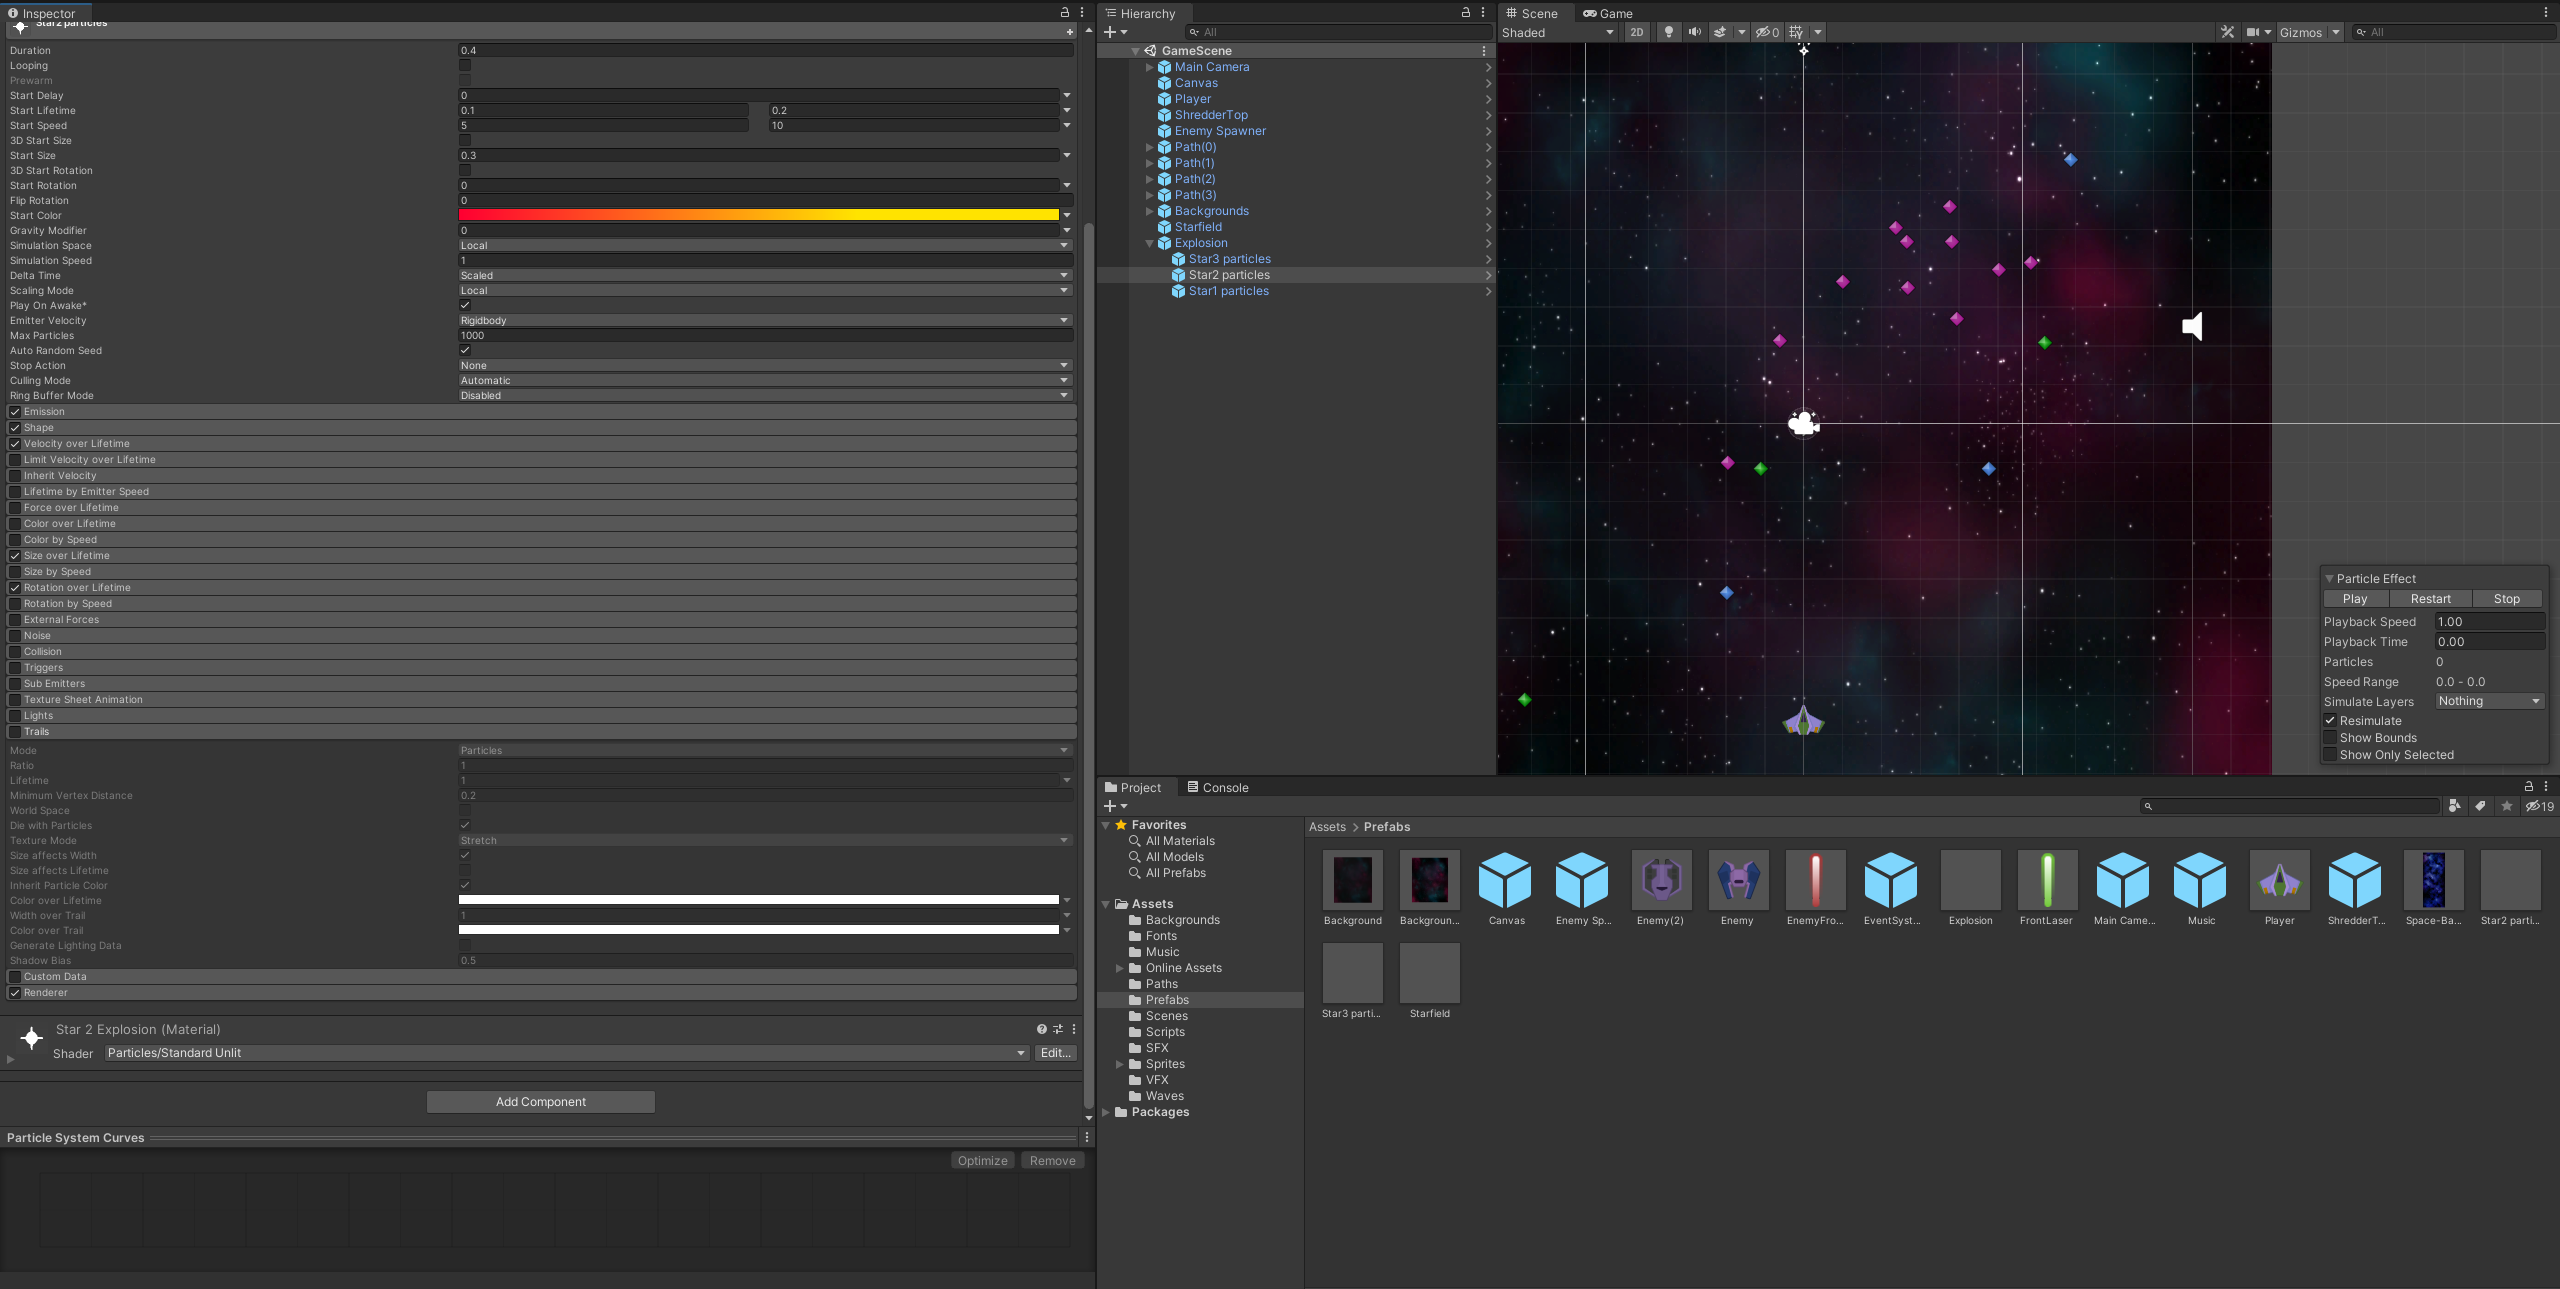 Inspector
Star2 particles
Duration 0.4
Looping
Prewarm
Start Delay 0
Start Lifetime 0.1 0.2
Start Speed 5 10
3D Start Size
Start Size 0.3
3D Start Rotation
Start Rotation 0
Flip Rotation 0
Start Color
Gravity Modifier 0
Simulation Space Local
Simulation Speed 1
Delta Time Scaled
Scaling Mode Local
Play On Awake*
Emitter Velocity Rigidbody
Max Particles 1000
Auto Random Seed
Stop Action None
Culling Mode Automatic
Ring Buffer Mode Disabled
Emission
Shape
Velocity over Lifetime
Limit Velocity over Lifetime
Inherit Velocity
Lifetime by Emitter Speed
Force over Lifetime
Color over Lifetime
Color by Speed
Size over Lifetime
Size by Speed
Rotation over Lifetime
Rotation by Speed
External Forces
Noise
Collision
Triggers
Sub Emitters
Texture Sheet Animation
Lights
Trails
Mode Particles
Ratio 1
Lifetime 1
Minimum Vertex Distance 0.2
World Space
Die with Particles
Texture Mode Stretch
Size affects Width
Size affects Lifetime
Inherit Particle Color
Color over Lifetime
Width over Trail 1
Color over Trail
Generate Lighting Data
Shadow Bias 0.5
Custom Data
Renderer
Star 2 Explosion (Material)
Shader Particles/Standard Unlit Edit...
Add Component
Particle System Curves
Optimize Remove
Hierarchy
All
GameScene
Main Camera
Canvas
Player
ShredderTop
Enemy Spawner
Path(0)
Path(1)
Path(2)
Path(3)
Backgrounds
Starfield
Explosion
Star3 particles
Star2 particles
Star1 particles
Scene Game
Shaded 2D 0 Gizmos All
Particle Effect
Play Restart Stop
Playback Speed 1.00
Playback Time 0.00
Particles 0
Speed Range 0.0 - 0.0
Simulate Layers Nothing
Resimulate
Show Bounds
Show Only Selected
Project Console
19
Favorites
All Materials
All Models
All Prefabs
Assets
Backgrounds
Fonts
Music
Online Assets
Paths
Prefabs
Scenes
Scripts
SFX
Sprites
VFX
Waves
Packages
Assets > Prefabs
Background Backgroun... Canvas Enemy Sp... Enemy(2) Enemy EnemyFro... EventSyst... Explosion FrontLaser Main Came... Music Player ShredderT... Space-Ba... Star2 parti...
Star3 parti... Starfield